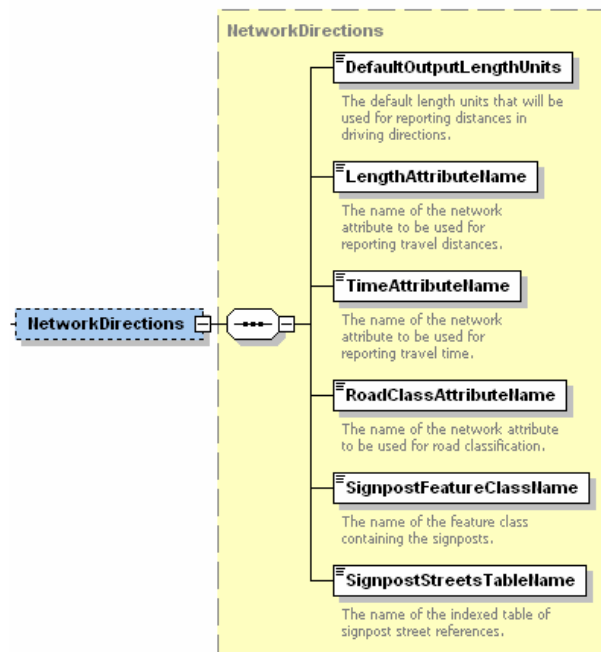 NetworkDirections
DefaultOutputLengthUnits
The default length units that will be
used for reporting distances in
driving directions.
LengthAttributeName
The name of the network
attribute to be used for
reporting travel distances.
TimeAttributeName
The name of the network
attribute to be used for
reporting travel time.
NetworkDirections
RoadClassAttributeName
The name of the network attribute
to be used for road classification.
SignpostFeatureClassName
The name of the feature class
containing the signposts.
SignpostStreetsTableName
The name of the indexed table of
signpost street references.